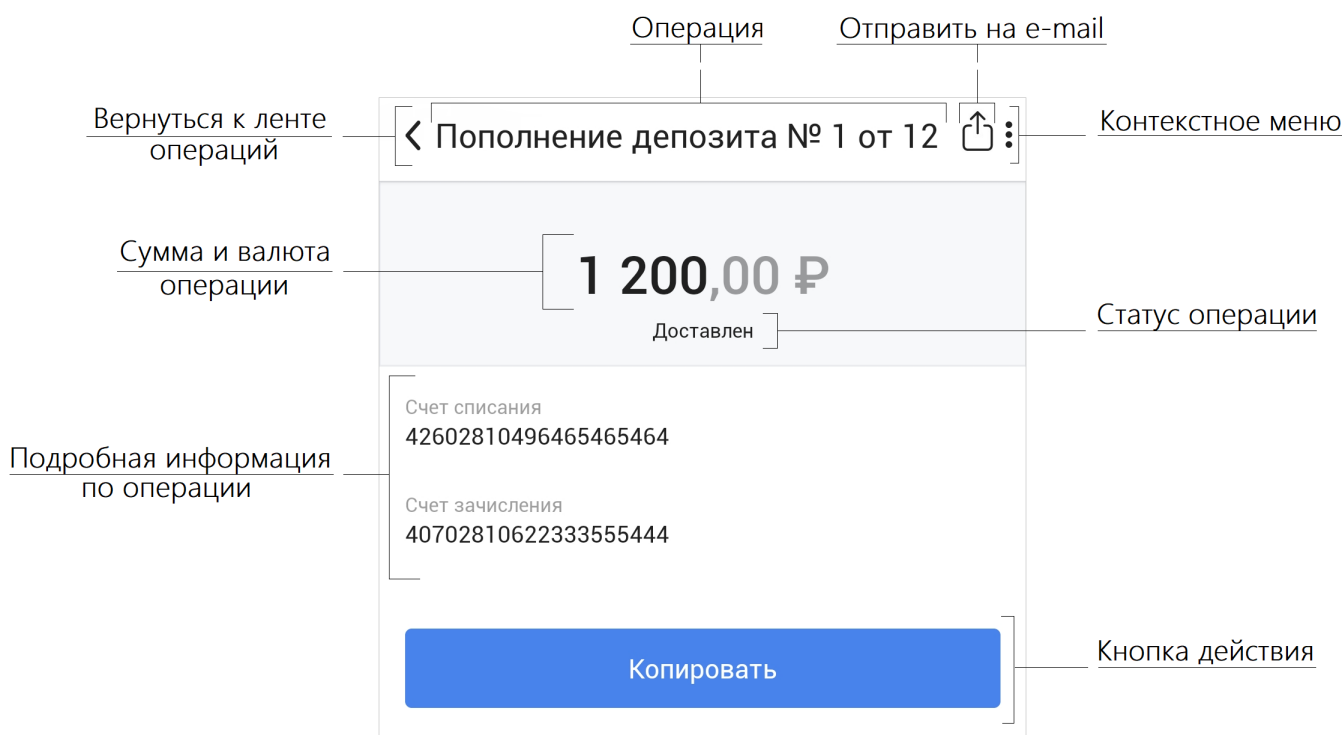 Операция
Отправить на e-mail
Вернуться к ленте
операций
Пополнение депозита № 1 от 12
Контекстное меню
Сумма и валюта
операции
1 200,00 ₽
Доставлен
Статус операции
Подробная информация
по операции
Счет списания
42602810496465465464
Счет зачисления
40702810622333555444
Копировать
Кнопка действия